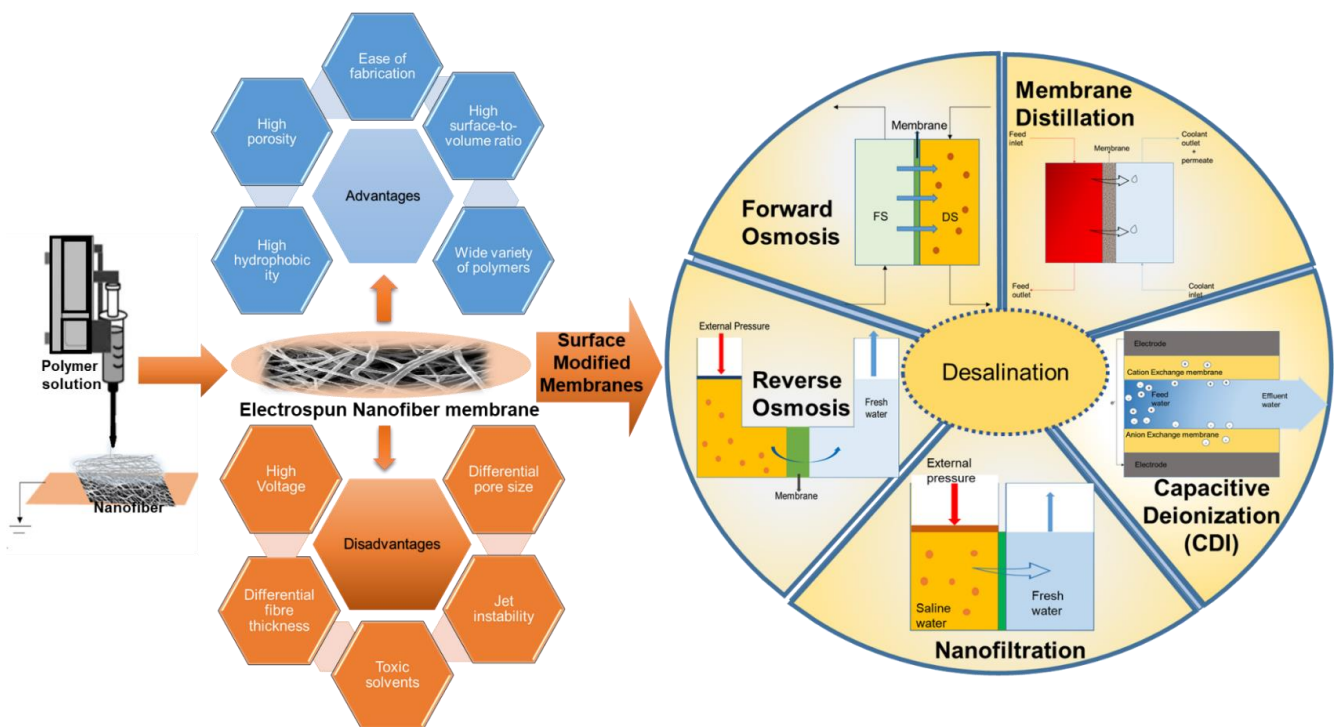 Polymer
solution
Nanofiber
Ease of
fabrication
High
porosity
High
surface-to-
volume ratio
Advantages
High
hydrophobic
ity
Wide variety
of polymers
Electrospun Nanofiber membrane
High
Voltage
Differential
pore size
Disadvantages
Differential
fibre
thickness
Jet
instability
Toxic
solvents
Surface
Modified
Membranes
Desalination
Forward
Osmosis
Membrane
FS
DS
Membrane
Distillation
Feed
inlet
Membrane
Coolant
outlet
+
permeate
Feed
outlet
Coolant
inlet
External Pressure
Reverse
Osmosis
Fresh
water
Membrane
External
pressure
Saline
water
Fresh
water
Nanofiltration
Electrode
Cation Exchange membrane
Feed
water
Effluent
water
Anion Exchange membrane
Electrode
Capacitive
Deionization
(CDI)